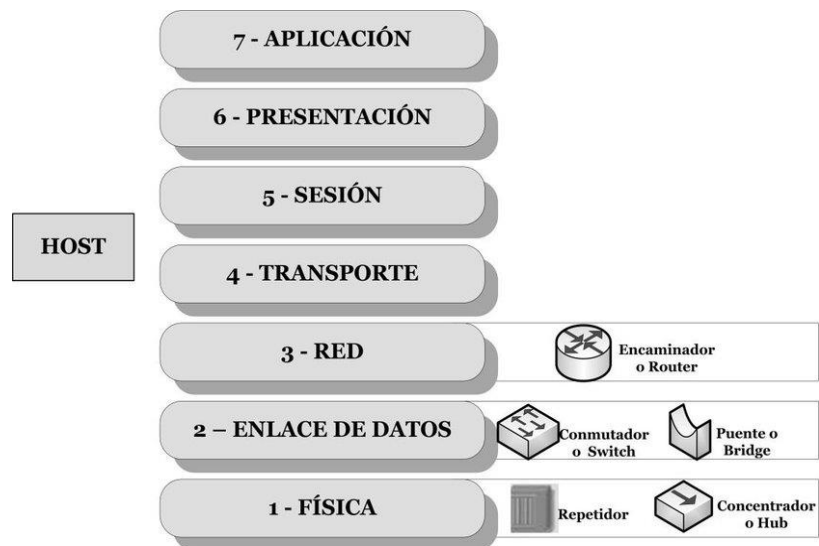 7 - APLICACIÓN
6 - PRESENTACIÓN
5 - SESIÓN
HOST
4 - TRANSPORTE
3 - RED
Encaminador
o Router
2 – ENLACE DE DATOS
Conmutador
o Switch
Puente o
Bridge
1 - FÍSICA
Repetidor
Concentrador
o Hub